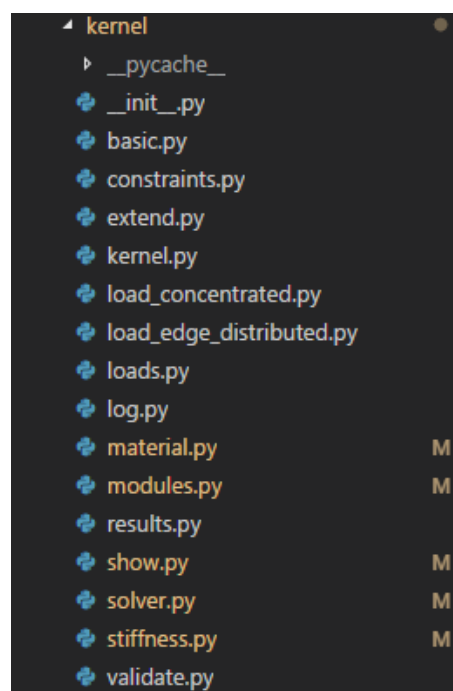 kernel
__pycache__
__init__.py
basic.py
constraints.py
extend.py
kernel.py
load_concentrated.py
load_edge_distributed.py
loads.py
log.py
material.py M
modules.py M
results.py
show.py M
solver.py M
stiffness.py M
validate.py